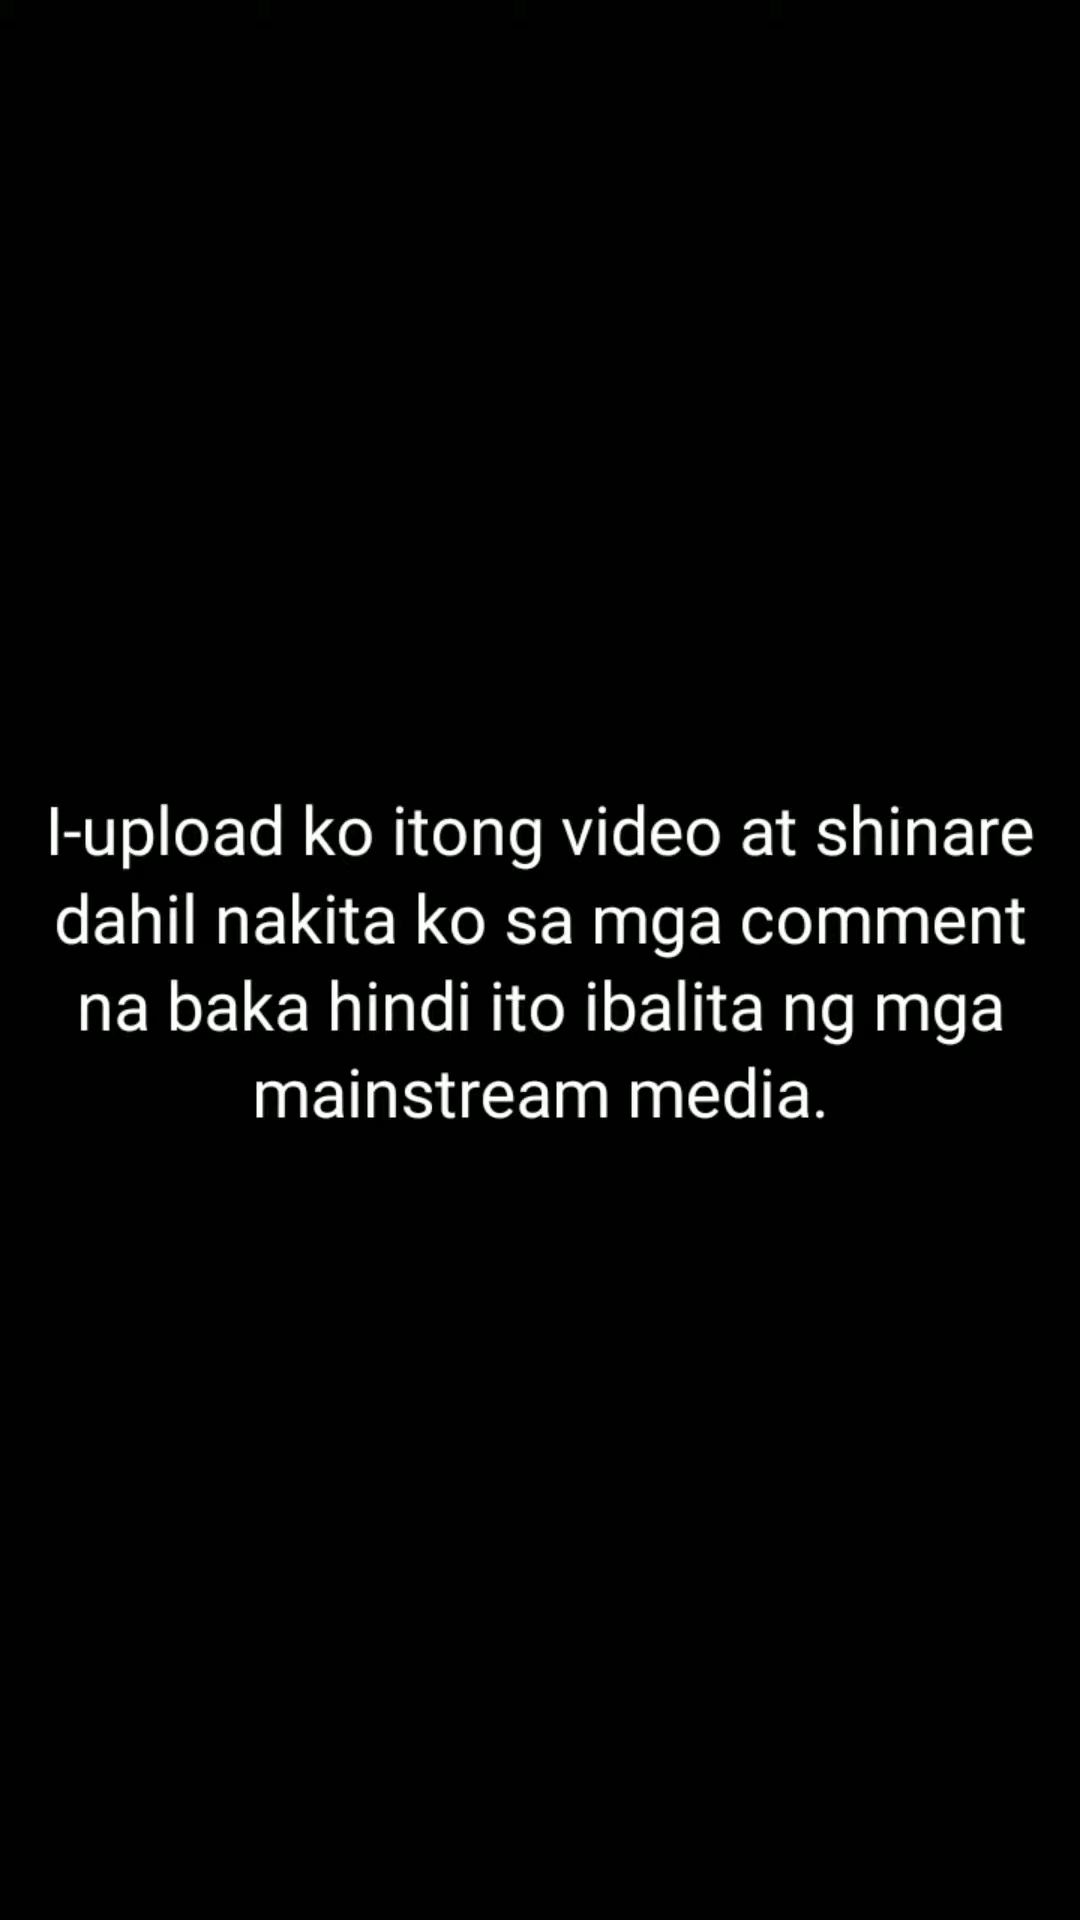 I-upload ko itong video at shinare
dahil nakita ko sa mga comment
na baka hindi ito ibalita ng mga
mainstream media.